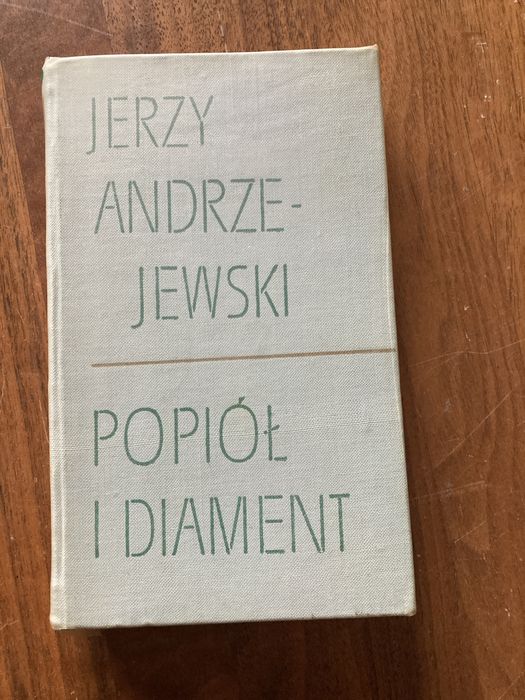 JERZY
ANDRZE-
JEWSKI
POPIÓŁ
I DIAMENT